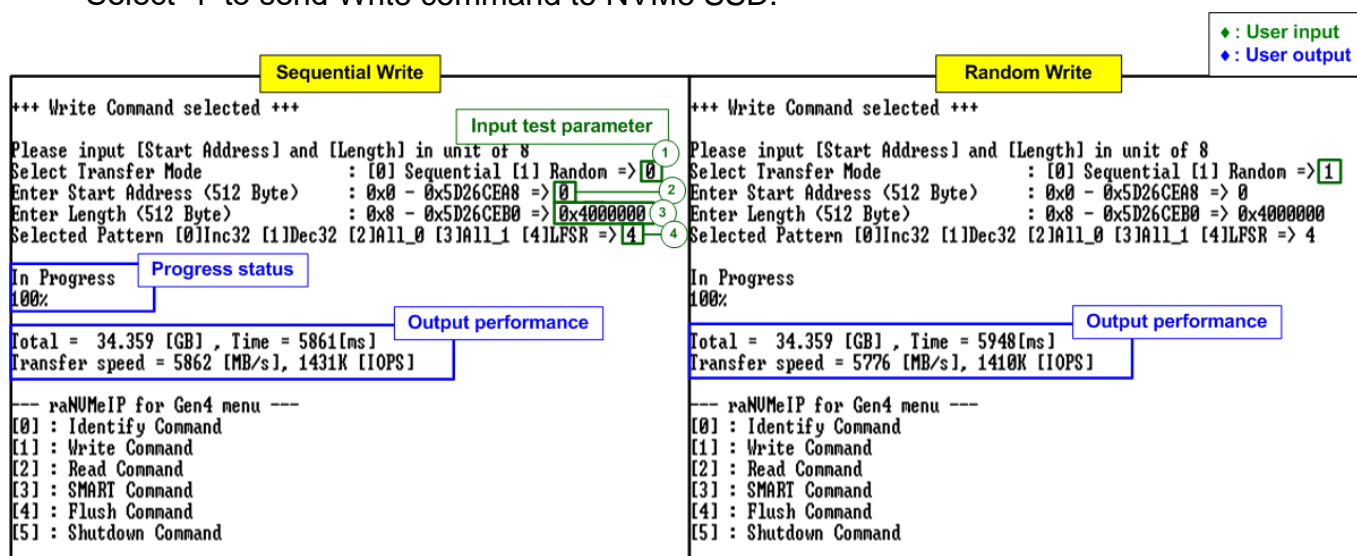 Select '1' to send Write command to NVMe SSD.
♦ : User input
♦ : User output
Sequential Write
+++ Write Command selected +++
Input test parameter
Please input [Start Address] and [Length] in unit of 8
1
Select Transfer Mode : [0] Sequential [1] Random => 0
Enter Start Address (512 Byte) : 0x0 - 0x5D26CEA8 => 0
2
Enter Length (512 Byte) : 0x8 - 0x5D26CEB0 => 0x4000000
3
Selected Pattern [0]Inc32 [1]Dec32 [2]All_0 [3]All_1 [4]LFSR => 4
4
In Progress
Progress status
100%
Output performance
Total = 34.359 [GB] , Time = 5861[ms]
Transfer speed = 5862 [MB/s], 1431K [IOPS]
--- raNVMeIP for Gen4 menu ---
[0] : Identify Command
[1] : Write Command
[2] : Read Command
[3] : SMART Command
[4] : Flush Command
[5] : Shutdown Command
Random Write
+++ Write Command selected +++
Please input [Start Address] and [Length] in unit of 8
Select Transfer Mode : [0] Sequential [1] Random => 1
Enter Start Address (512 Byte) : 0x0 - 0x5D26CEA8 => 0
Enter Length (512 Byte) : 0x8 - 0x5D26CEB0 => 0x4000000
Selected Pattern [0]Inc32 [1]Dec32 [2]All_0 [3]All_1 [4]LFSR => 4
In Progress
100%
Output performance
Total = 34.359 [GB] , Time = 5948[ms]
Transfer speed = 5776 [MB/s], 1410K [IOPS]
--- raNVMeIP for Gen4 menu ---
[0] : Identify Command
[1] : Write Command
[2] : Read Command
[3] : SMART Command
[4] : Flush Command
[5] : Shutdown Command